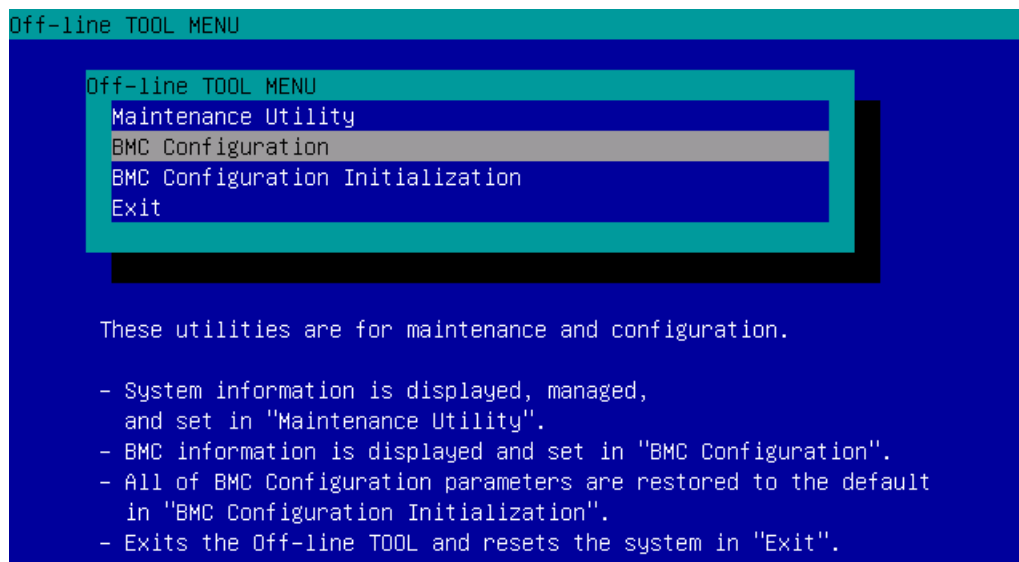 Off-line TOOL MENU
Off-line TOOL MENU
Maintenance Utility
BMC Configuration
BMC Configuration Initialization
Exit
These utilities are for maintenance and configuration.
- System information is displayed, managed,
and set in "Maintenance Utility".
- BMC information is displayed and set in "BMC Configuration".
- All of BMC Configuration parameters are restored to the default
in "BMC Configuration Initialization".
- Exits the Off-line TOOL and resets the system in "Exit".